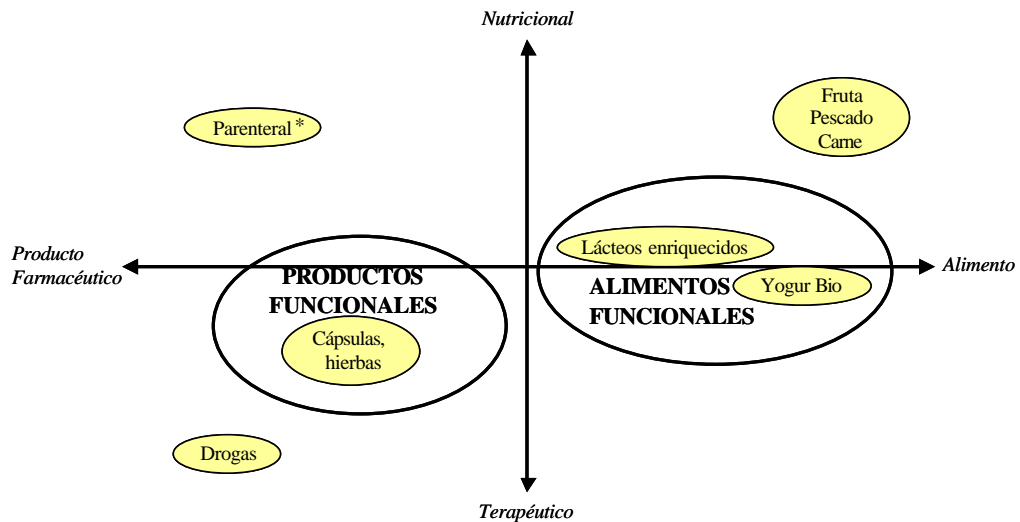 Nutricional
Fruta
Pescado
Carne
Parenteral *
Producto
Farmacéutico
Lácteos enriquecidos
Alimento
PRODUCTOS
FUNCIONALES
ALIMENTOS
FUNCIONALES
Yogur Bio
Cápsulas,
hierbas
Drogas
Terapéutico